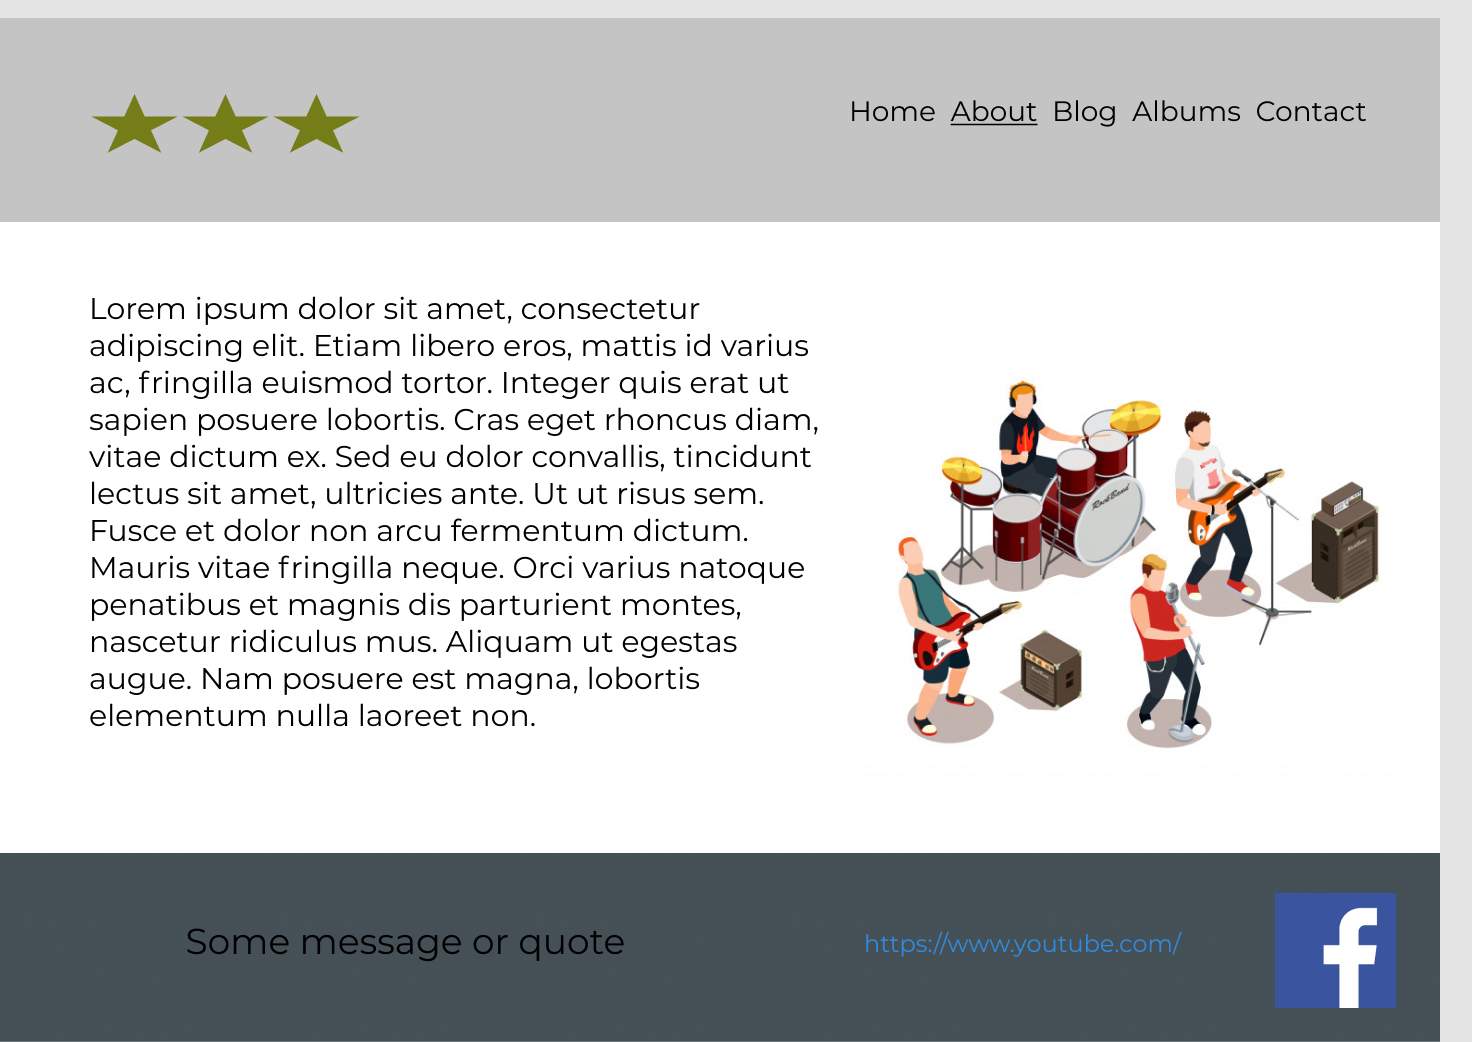 Home About Blog Albums Contact
Lorem ipsum dolor sit amet, consectetur
adipiscing elit. Etiam libero eros, mattis id varius
ac, fringilla euismod tortor. Integer quis erat ut
sapien posuere lobortis. Cras eget rhoncus diam,
vitae dictum ex. Sed eu dolor convallis, tincidunt
lectus sit amet, ultricies ante. Ut ut risus sem.
Fusce et dolor non arcu fermentum dictum.
Mauris vitae fringilla neque. Orci varius natoque
penatibus et magnis dis parturient montes,
nascetur ridiculus mus. Aliquam ut egestas
augue. Nam posuere est magna, lobortis
elementum nulla laoreet non.
RockBand
Some message or quote
https://www.youtube.com/
f